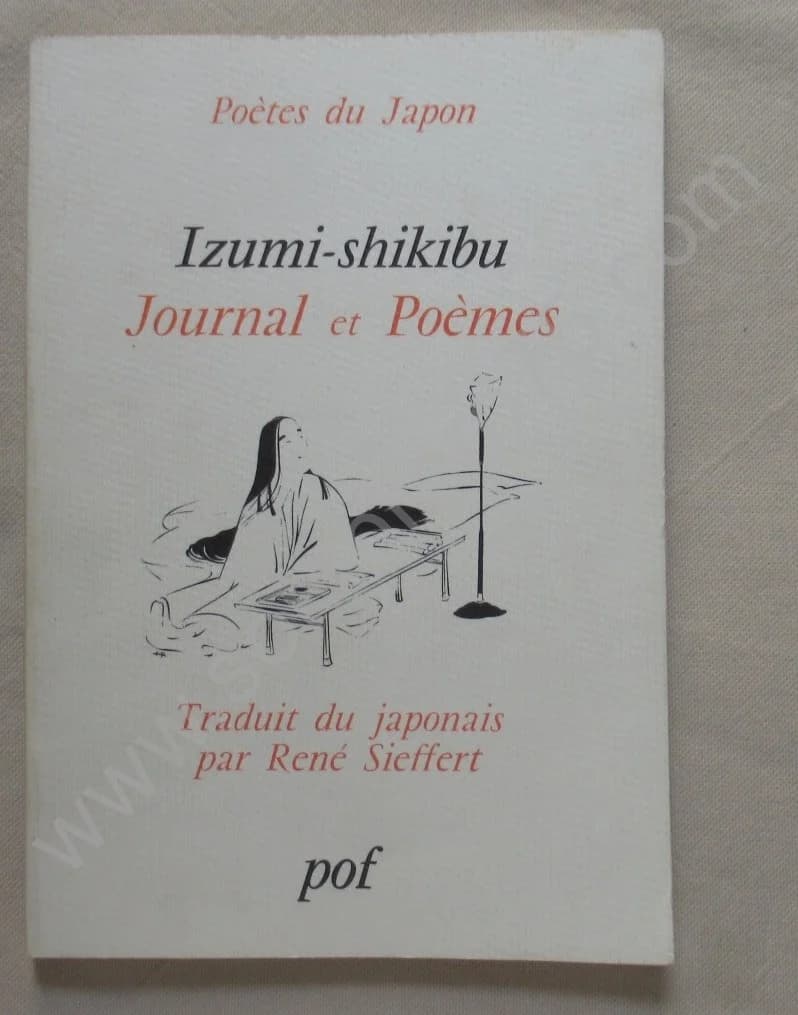 Poètes du Japon
Izumi-shikibu
Journal et Poèmes
Traduit du japonais
par René Sieffert
pof